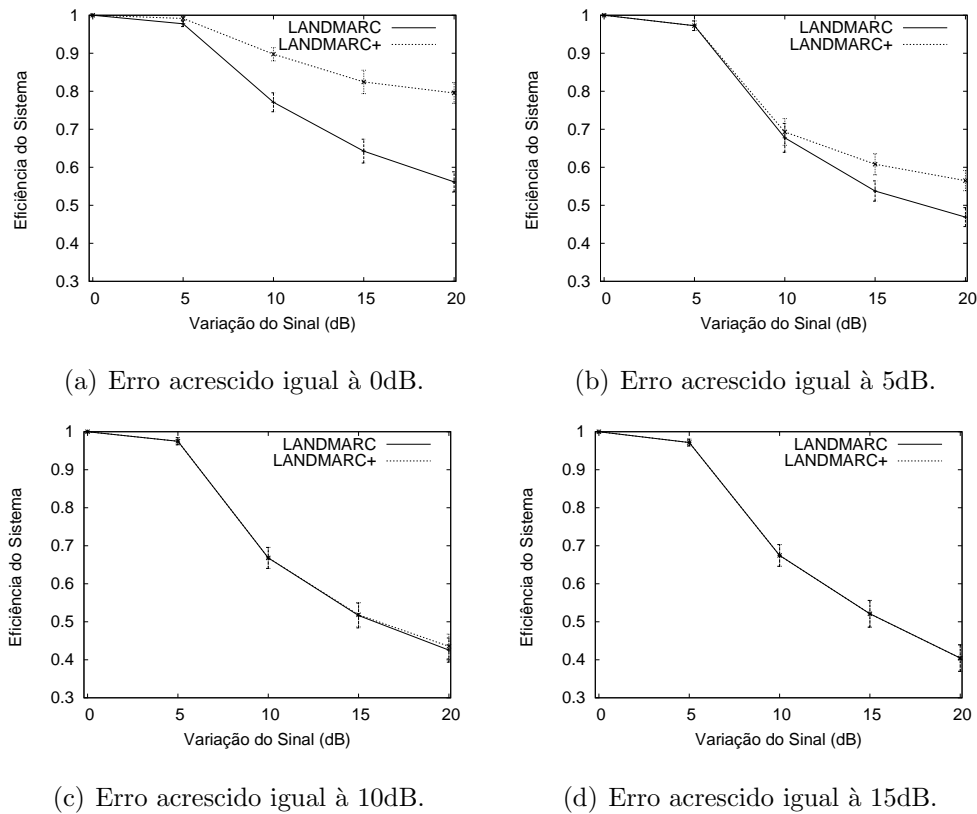 1
0.9
0.8
0.7
0.6
0.5
0.4
0.3
0
5
10
15
20
Eficiência do Sistema
Variação do Sinal (dB)
LANDMARC
LANDMARC+
(a) Erro acrescido igual à 0dB.
1
0.9
0.8
0.7
0.6
0.5
0.4
0.3
0
5
10
15
20
Eficiência do Sistema
Variação do Sinal (dB)
LANDMARC
LANDMARC+
(b) Erro acrescido igual à 5dB.
1
0.9
0.8
0.7
0.6
0.5
0.4
0.3
0
5
10
15
20
Eficiência do Sistema
Variação do Sinal (dB)
LANDMARC
LANDMARC+
(c) Erro acrescido igual à 10dB.
1
0.9
0.8
0.7
0.6
0.5
0.4
0.3
0
5
10
15
20
Eficiência do Sistema
Variação do Sinal (dB)
LANDMARC
LANDMARC+
(d) Erro acrescido igual à 15dB.